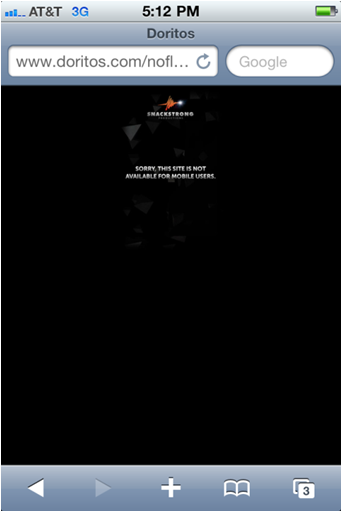 AT&T 3G 5:12 PM
Doritos
www.doritos.com/nofl... Google
SNACKSTRONG
PRODUCTIONS
SORRY, THIS SITE IS NOT
AVAILABLE FOR MOBILE USERS.
3